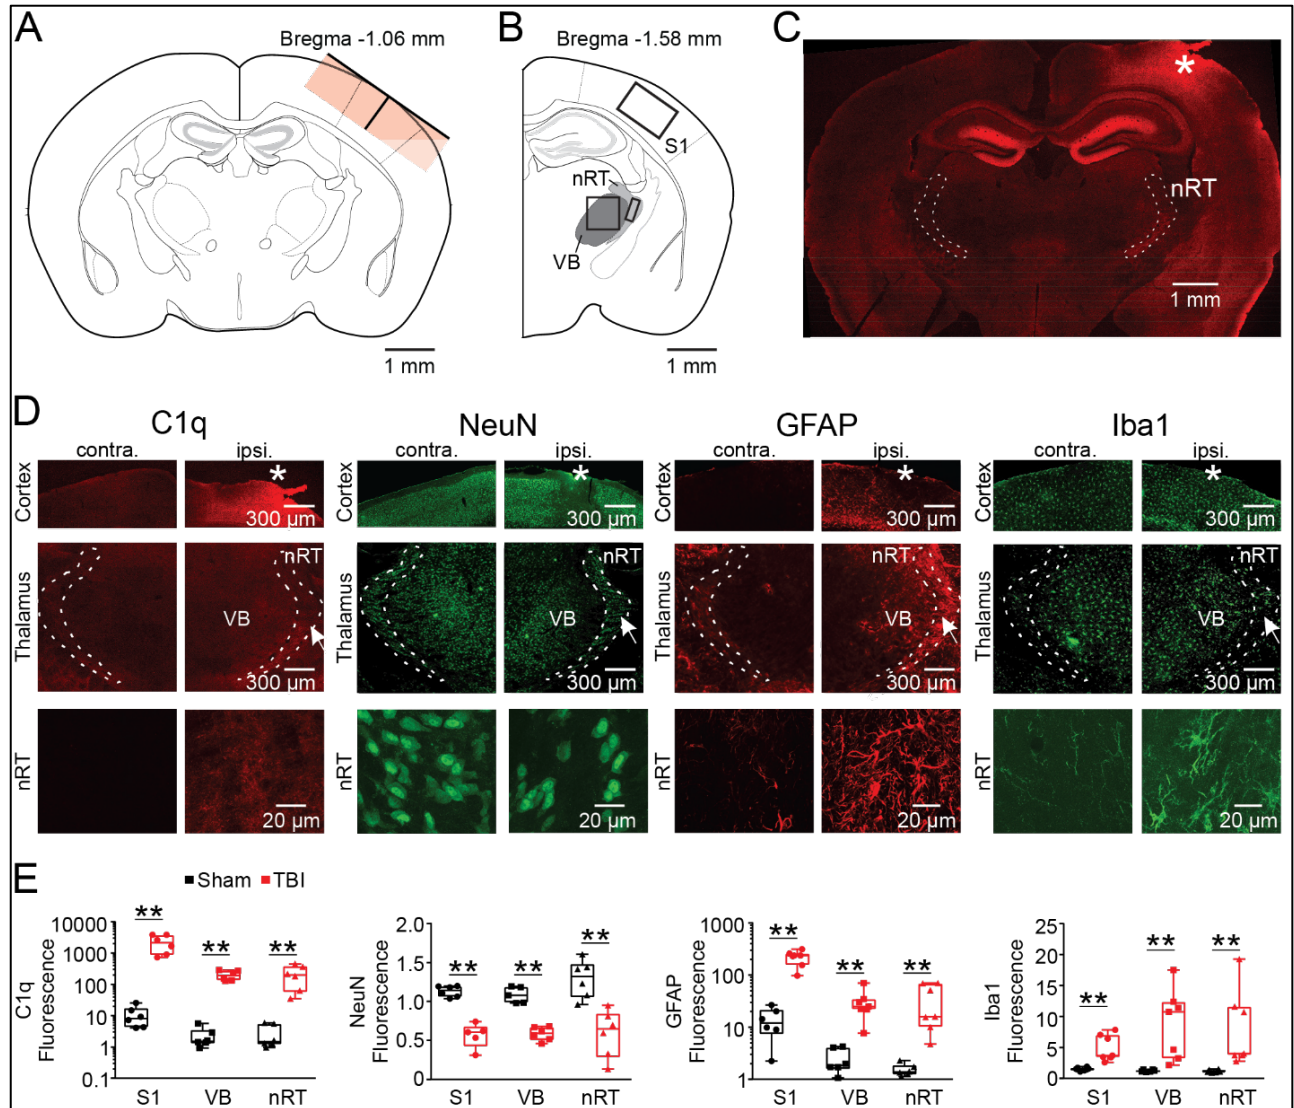 A
Bregma -1.06 mm
1 mm
B
Bregma -1.58 mm
S1
nRT
VB
1 mm
C
*
nRT
1 mm
D
C1q
NeuN
GFAP
Iba1
contra. ipsi.
contra. ipsi.
contra. ipsi.
contra. ipsi.
Cortex
*
300 µm
*
300 µm
Cortex
*
300 µm
Cortex
*
300 µm
Thalamus
nRT
VB
300 µm
Thalamus
nRT
VB
300 µm
Thalamus
nRT
VB
300 µm
Thalamus
nRT
VB
300 µm
nRT
20 µm
nRT
20 µm
nRT
20 µm
nRT
20 µm
E
Sham TBI
C1q
Fluorescence
10000
1000
100
10
1
0.1
** ** **
S1 VB nRT
NeuN
Fluorescence
2.0
1.5
1.0
0.5
0
** ** **
S1 VB nRT
GFAP
Fluorescence
1000
100
10
1
** ** **
S1 VB nRT
Iba1
Fluorescence
25
20
15
10
5
0
** ** **
S1 VB nRT